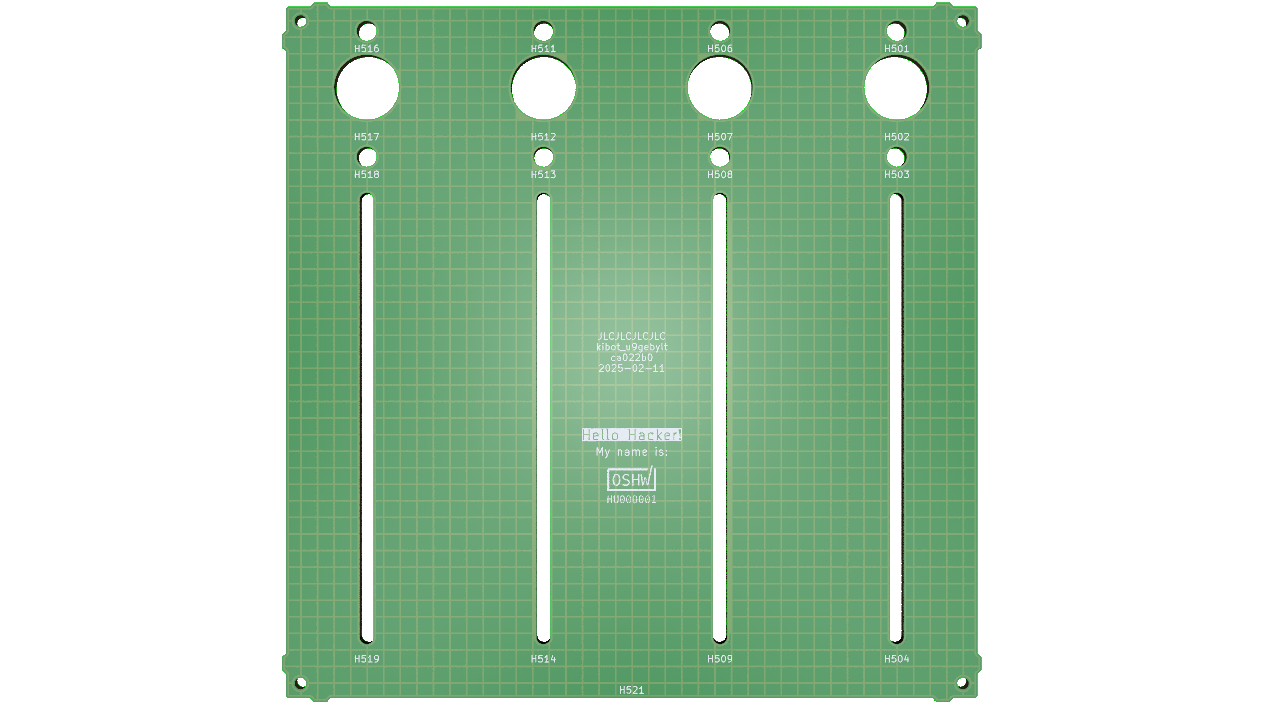 H516 H511 H506 H501
H517 H512 H507 H502
H518 H513 H508 H503
JLCJLCJLCJLC
kibot_u9gebylt
ca022b0
2025-02-11
Hello Hacker!
My name is:
OSHW
HU000001
H519 H514 H509 H504
H521